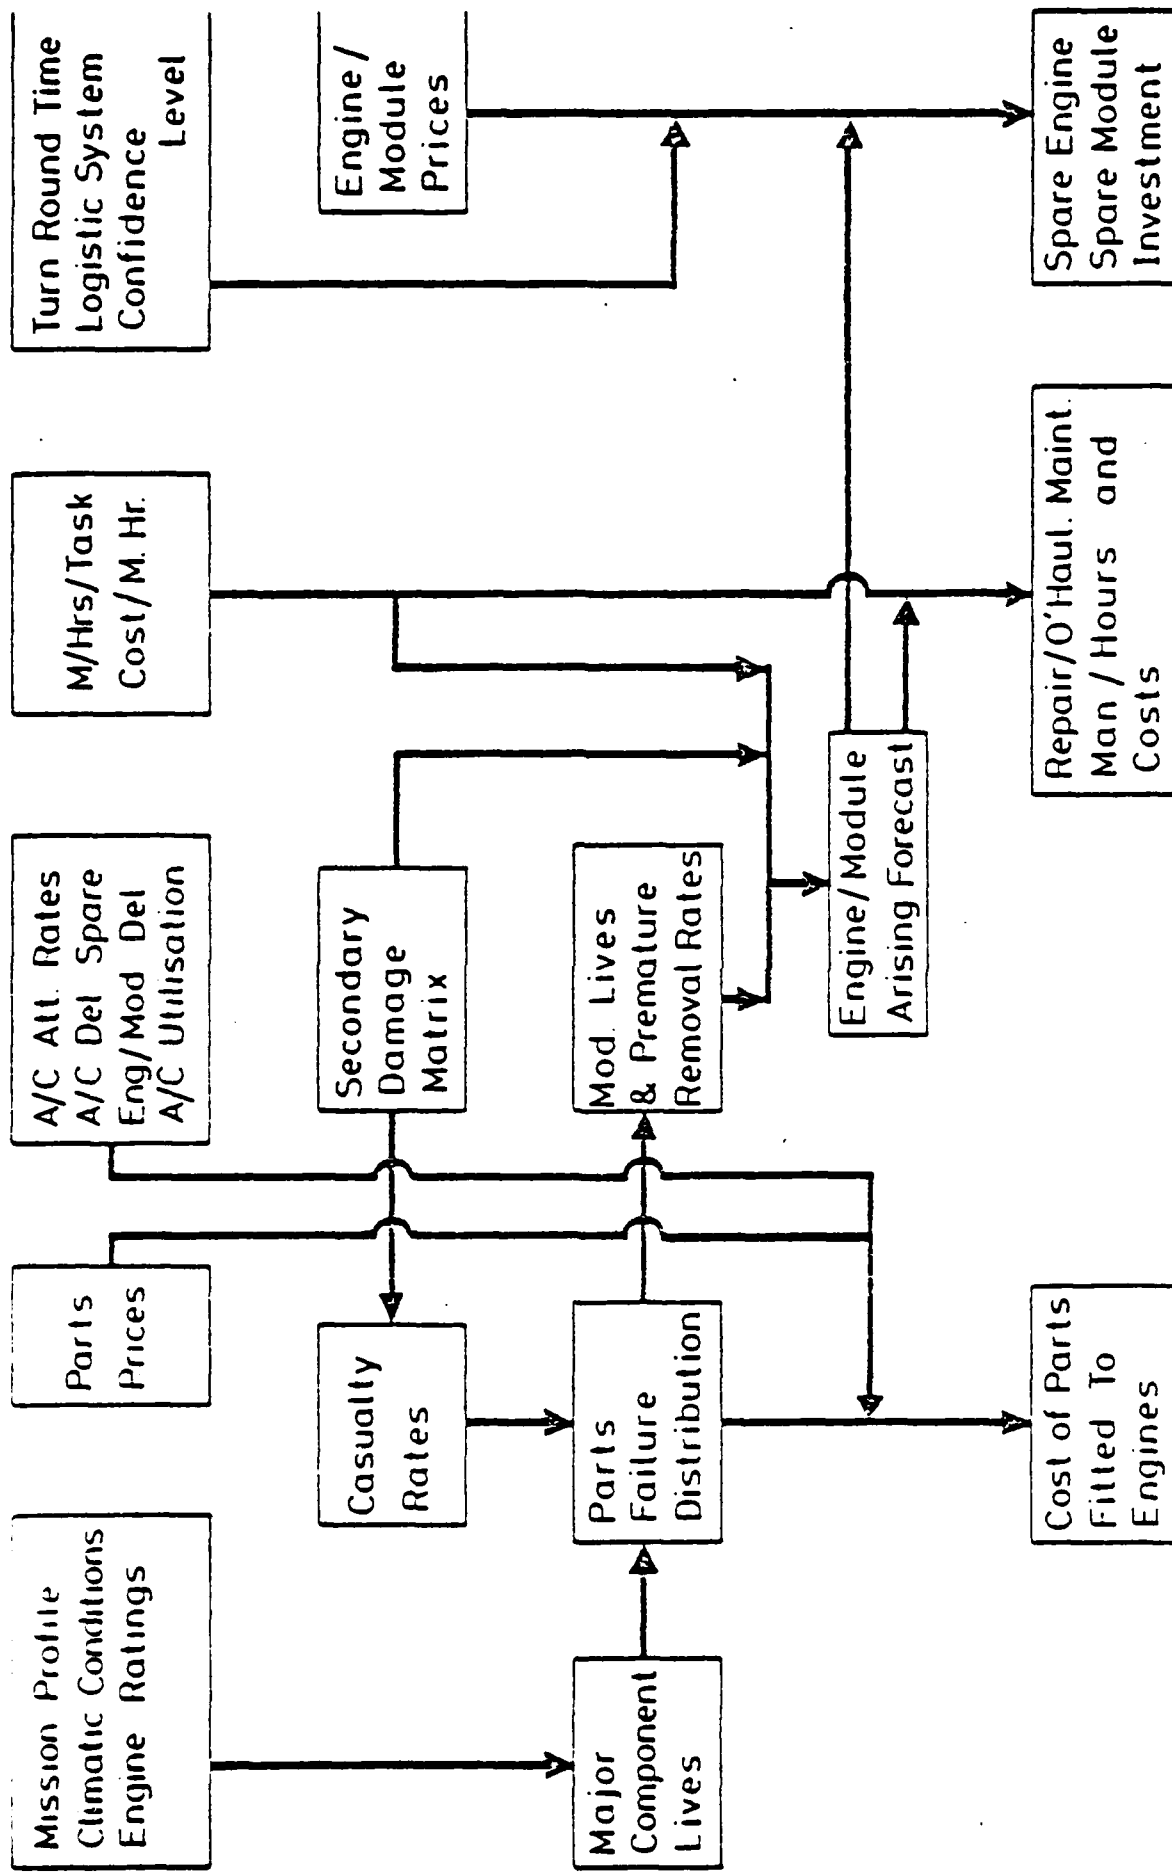 Mission Profile
Climatic Conditions
Engine Ratings
Parts
Prices
A/C Att. Rates
A/C Del Spare
Eng/Mod Del
A/C Utilisation
M/Hrs/Task
Cost/M. Hr.
Turn Round Time
Logistic System
Confidence
Level
Casualty
Rates
Secondary
Damage
Matrix
Engine/
Module
Prices
Major
Component
Lives
Parts
Failure
Distribution
Mod. Lives
& Premature
Removal Rates
Engine/Module
Arising Forecast
Cost of Parts
Fitted To
Engines
Repair/O'Haul. Maint.
Man/Hours and
Costs
Spare Engine
Spare Module
Investment